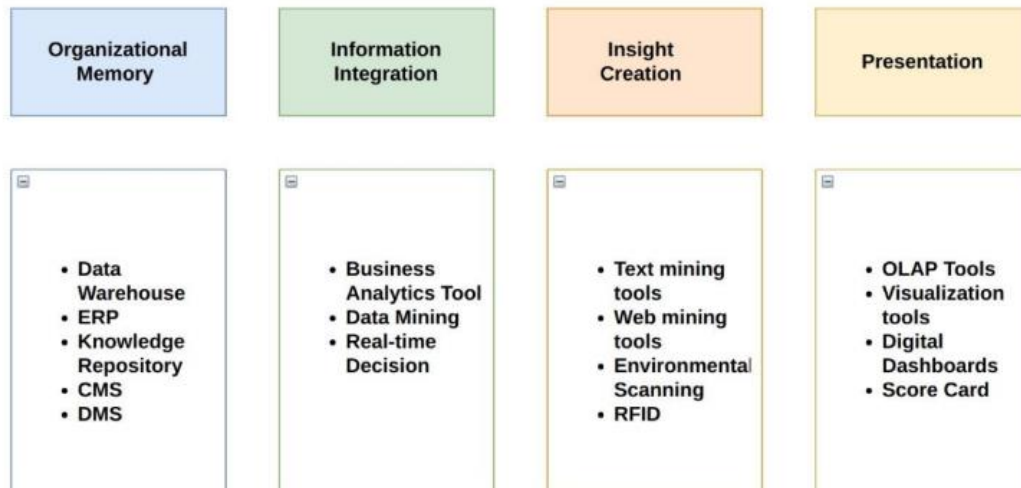 Organizational
Memory
Information
Integration
Insight
Creation
Presentation
• Data
Warehouse
• ERP
• Knowledge
Repository
• CMS
• DMS
• Business
Analytics Tool
• Data Mining
• Real-time
Decision
• Text mining
tools
• Web mining
tools
• Environmental
Scanning
• RFID
• OLAP Tools
• Visualization
tools
• Digital
Dashboards
• Score Card